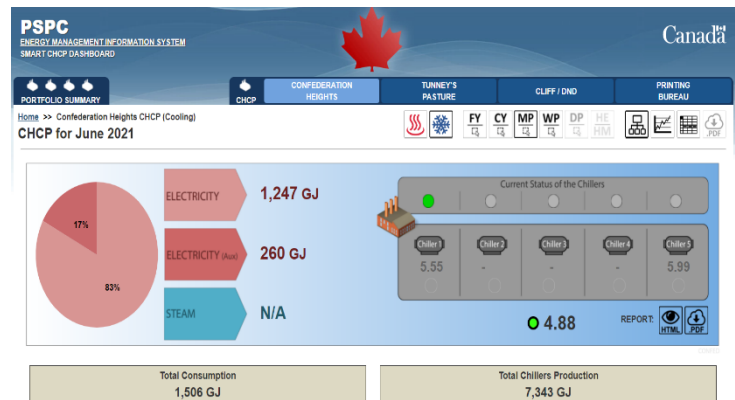 PSPC
ENERGY MANAGEMENT INFORMATION SYSTEM
SMART CHCP DASHBOARD
Canada
PORTFOLIO SUMMARY
CHCP
CONFEDERATION
HEIGHTS
TUNNEY'S
PASTURE
CLIFF / DND
PRINTING
BUREAU
Home >> Confederation Heights CHCP (Cooling)
CHCP for June 2021
FY CY MP WP DP HE
HM
.PDF
17%
83%
ELECTRICITY
1,247 GJ
ELECTRICITY (Aux)
260 GJ
STEAM
N/A
Current Status of the Chillers
Chiller 1 Chiller 2 Chiller 3 Chiller 4 Chiller 5
5.55 - - - 5.99
4.88
REPORT:
HTML .PDF
Total Consumption
1,506 GJ
Total Chillers Production
7,343 GJ